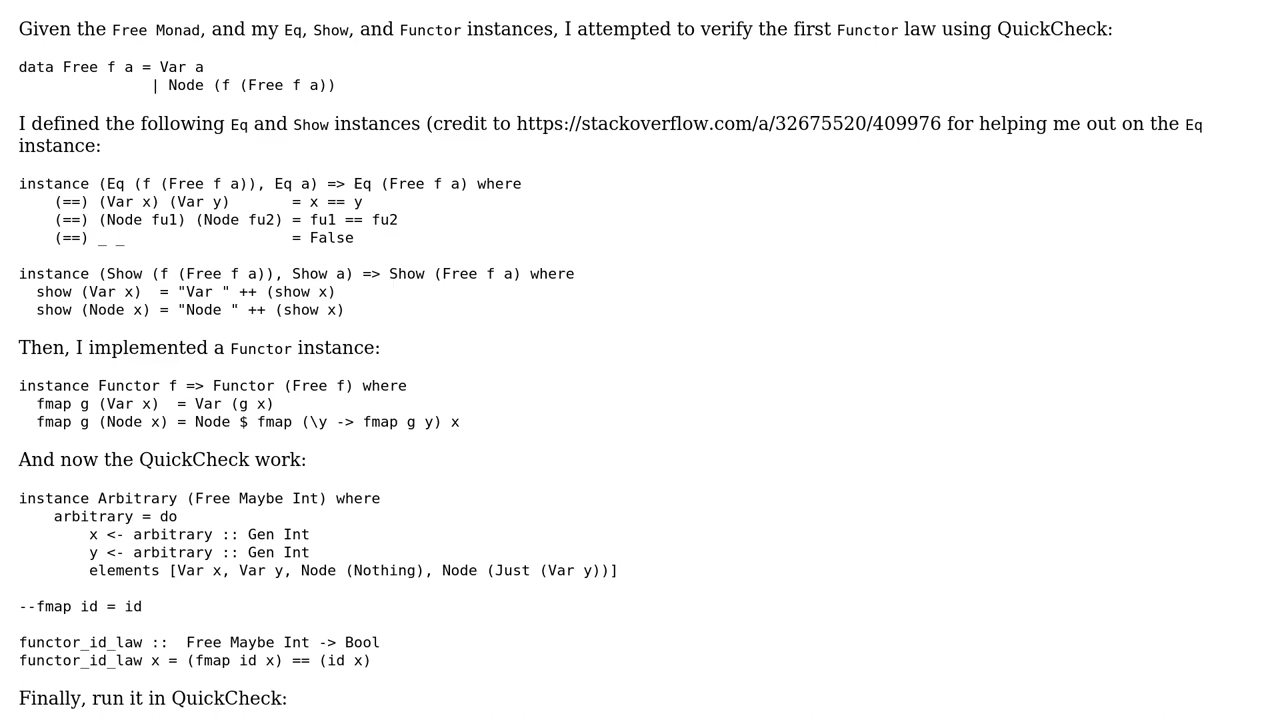 Given the Free Monad, and my Eq, Show, and Functor instances, I attempted to verify the first Functor law using QuickCheck:
data Free f a = Var a
               | Node (f (Free f a))
I defined the following Eq and Show instances (credit to https://stackoverflow.com/a/32675520/409976 for helping me out on the Eq
instance:
instance (Eq (f (Free f a)), Eq a) => Eq (Free f a) where
    (==) (Var x) (Var y)       = x == y
    (==) (Node fu1) (Node fu2) = fu1 == fu2
    (==) _ _                   = False
instance (Show (f (Free f a)), Show a) => Show (Free f a) where
  show (Var x)  = "Var " ++ (show x)
  show (Node x) = "Node " ++ (show x)
Then, I implemented a Functor instance:
instance Functor f => Functor (Free f) where
  fmap g (Var x)  = Var (g x)
  fmap g (Node x) = Node $ fmap (\y -> fmap g y) x
And now the QuickCheck work:
instance Arbitrary (Free Maybe Int) where
    arbitrary = do
        x <- arbitrary :: Gen Int
        y <- arbitrary :: Gen Int
        elements [Var x, Var y, Node (Nothing), Node (Just (Var y))]
--fmap id = id
functor_id_law ::  Free Maybe Int -> Bool
functor_id_law x = (fmap id x) == (id x)
Finally, run it in QuickCheck: